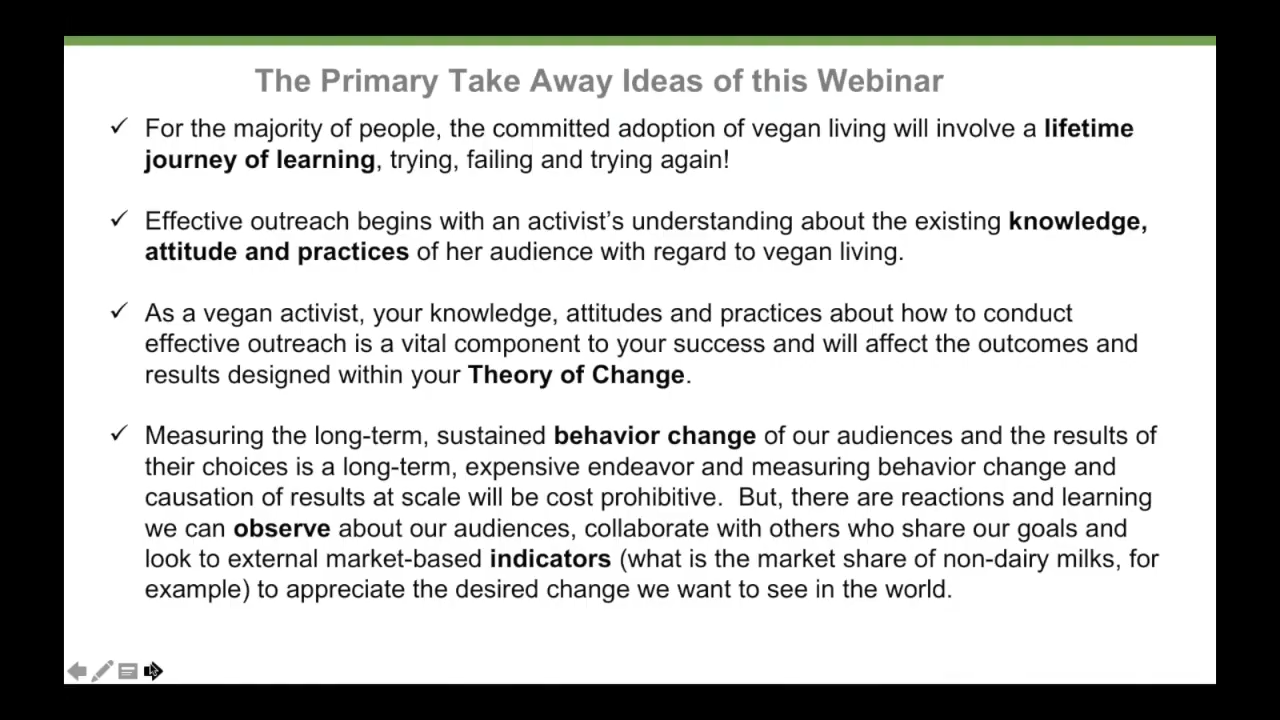 The Primary Take Away Ideas of this Webinar
✓ For the majority of people, the committed adoption of vegan living will involve a lifetime
journey of learning, trying, failing and trying again!
✓ Effective outreach begins with an activist’s understanding about the existing knowledge,
attitude and practices of her audience with regard to vegan living.
✓ As a vegan activist, your knowledge, attitudes and practices about how to conduct
effective outreach is a vital component to your success and will affect the outcomes and
results designed within your Theory of Change.
✓ Measuring the long-term, sustained behavior change of our audiences and the results of
their choices is a long-term, expensive endeavor and measuring behavior change and
causation of results at scale will be cost prohibitive.  But, there are reactions and learning
we can observe about our audiences, collaborate with others who share our goals and
look to external market-based indicators (what is the market share of non-dairy milks, for
example) to appreciate the desired change we want to see in the world.